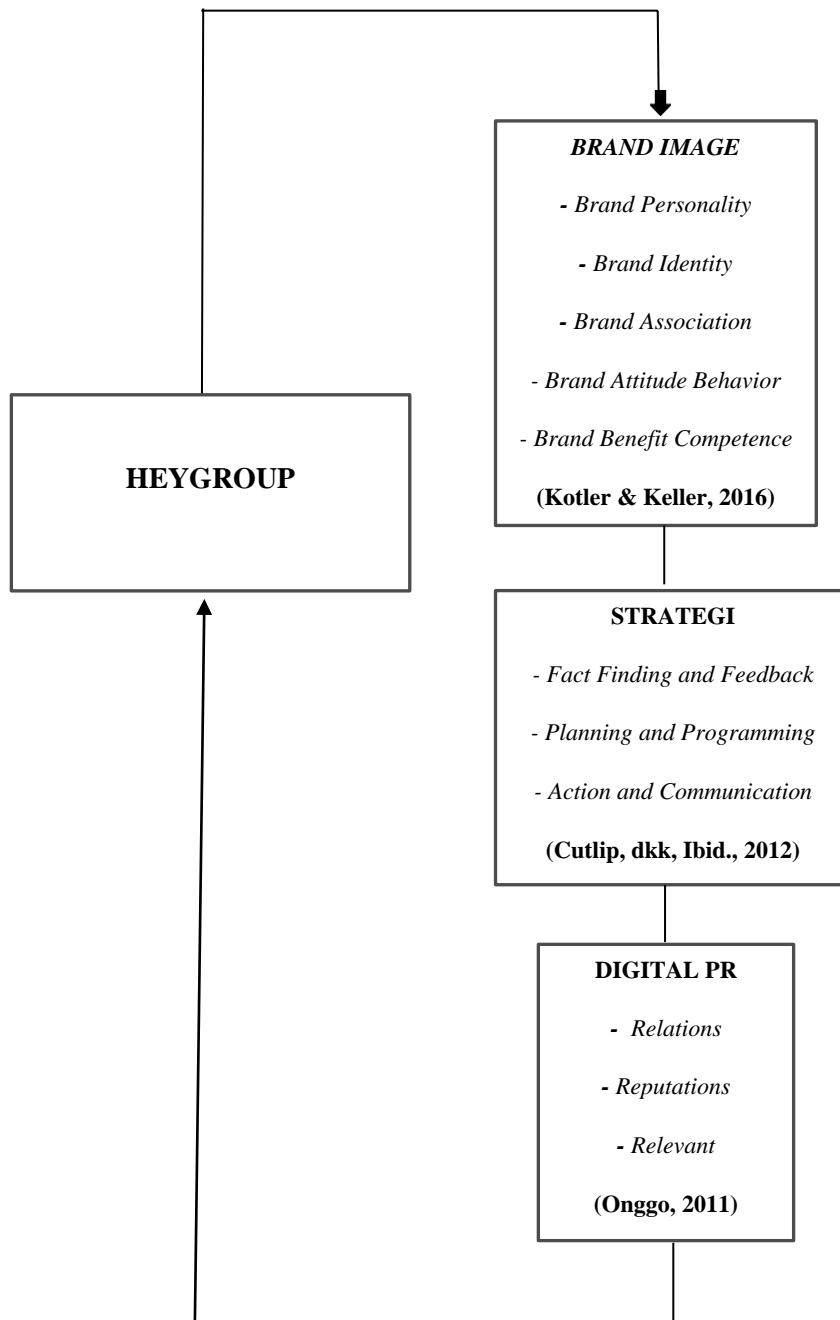 BRAND IMAGE
- Brand Personality
- Brand Identity
- Brand Association
- Brand Attitude Behavior
- Brand Benefit Competence
(Kotler & Keller, 2016)
HEYGROUP
STRATEGI
- Fact Finding and Feedback
- Planning and Programming
- Action and Communication
(Cutlip, dkk, Ibid., 2012)
DIGITAL PR
- Relations
- Reputations
- Relevant
(Onggo, 2011)